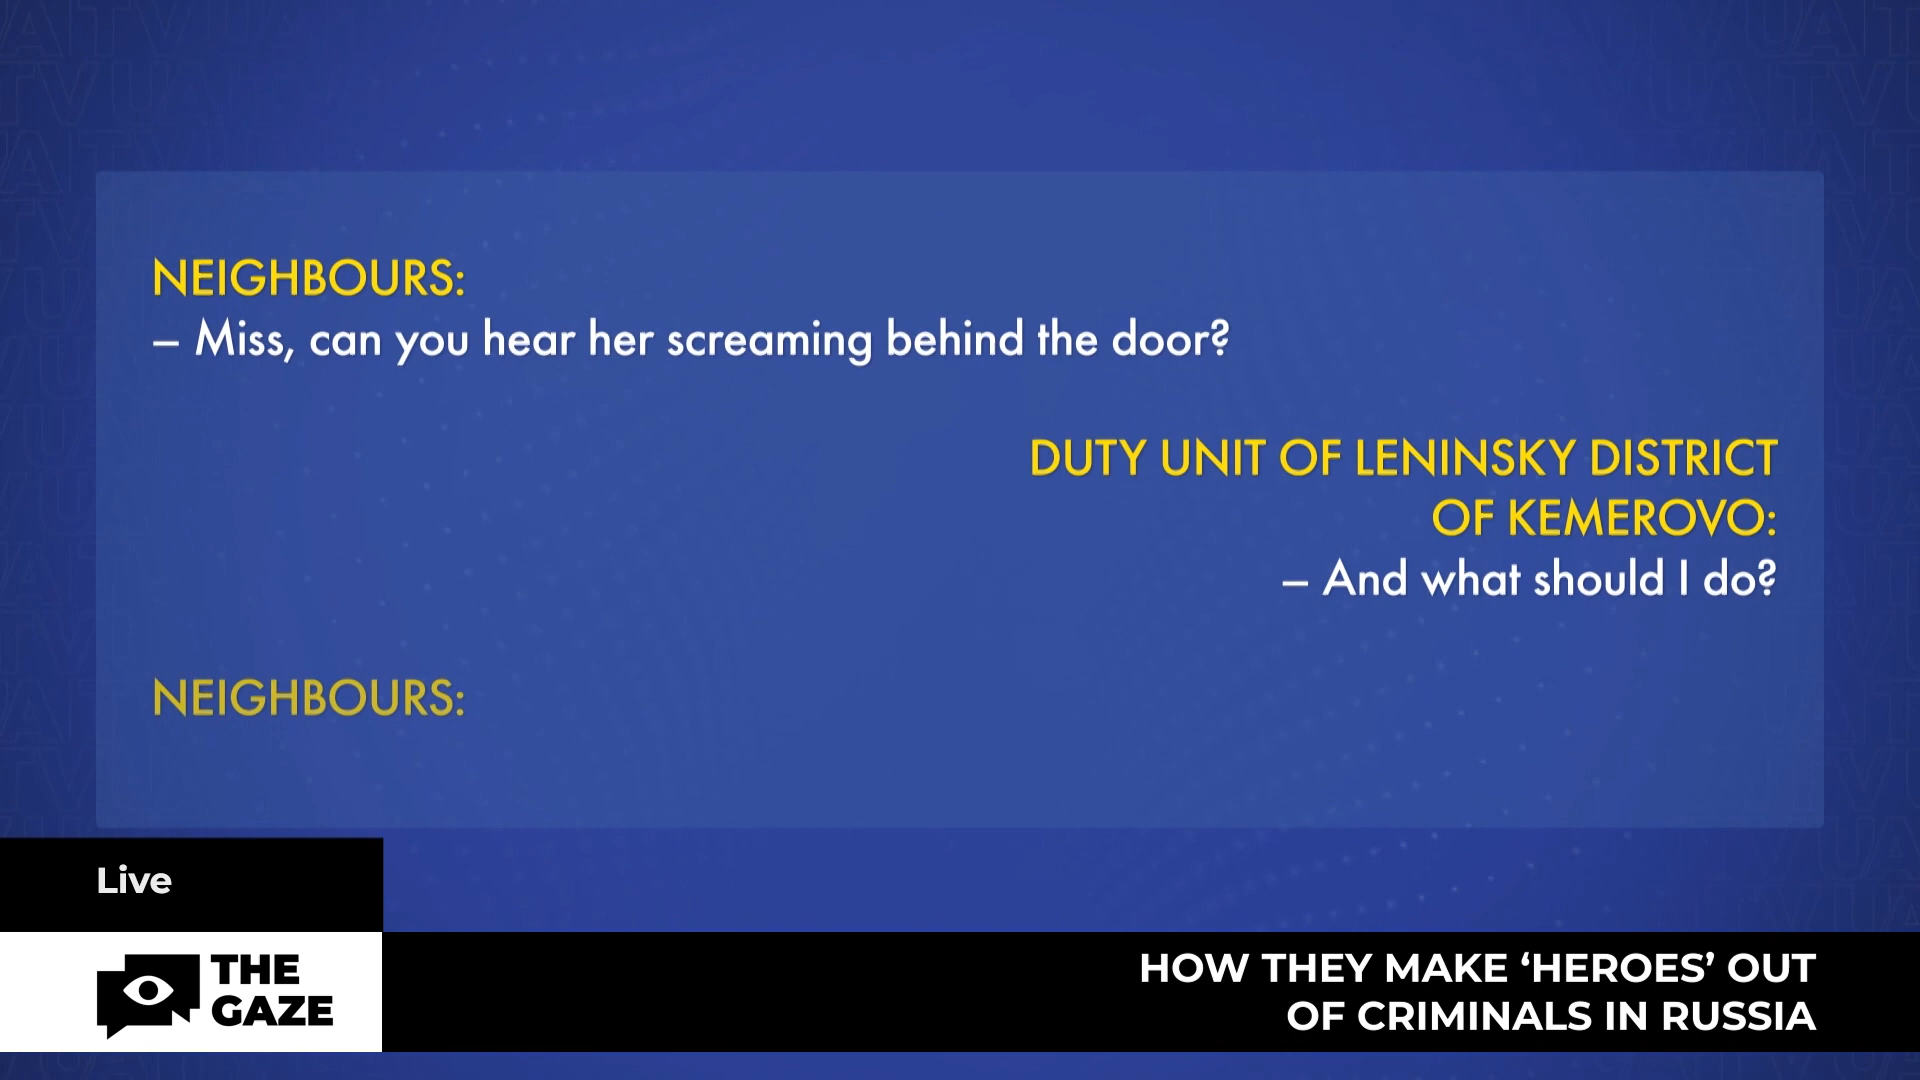 NEIGHBOURS:
– Miss, can you hear her screaming behind the door?
DUTY UNIT OF LENINSKY DISTRICT
OF KEMEROVO:
– And what should I do?
NEIGHBOURS:
Live
THE
GAZE
HOW THEY MAKE ‘HEROES’ OUT
OF CRIMINALS IN RUSSIA